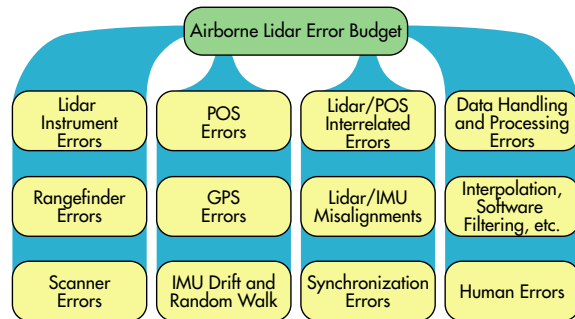 Airborne Lidar Error Budget
Lidar
Instrument
Errors
POS
Errors
Lidar/POS
Interrelated
Errors
Data Handling
and Processing
Errors
Rangefinder
Errors
GPS
Errors
Lidar/IMU
Misalignments
Interpolation,
Software
Filtering, etc.
Scanner
Errors
IMU Drift and
Random Walk
Synchronization
Errors
Human Errors